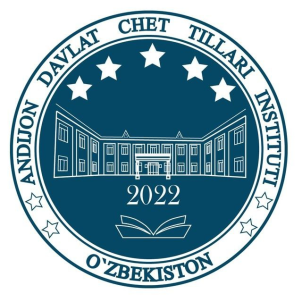 ANDIJON DAVLAT CHET TILLARI INSTITUTI
2022
O`ZBEKISTON